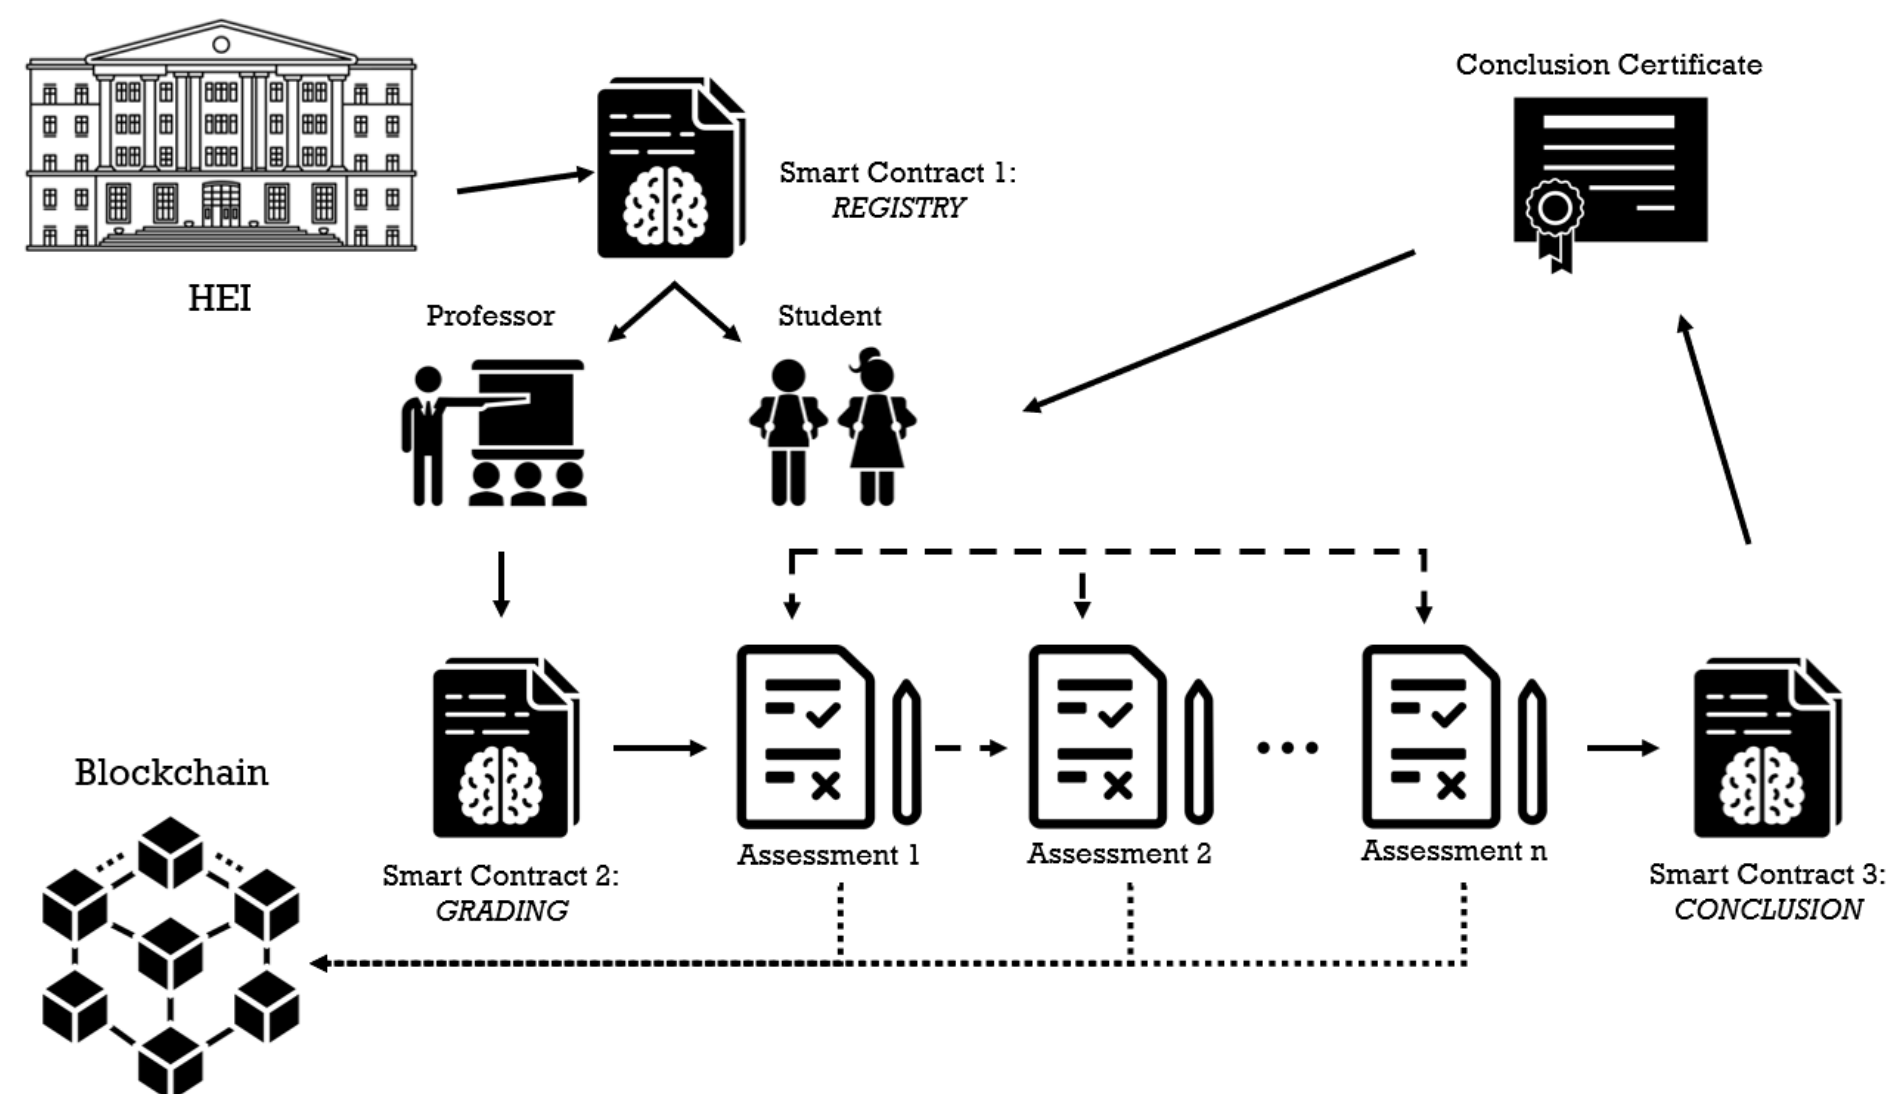 Conclusion Certificate
Smart Contract 1:
REGISTRY
HEI
Professor
Student
Blockchain
Assessment 1
Assessment 2
Assessment n
Smart Contract 2:
GRADING
Smart Contract 3:
CONCLUSION